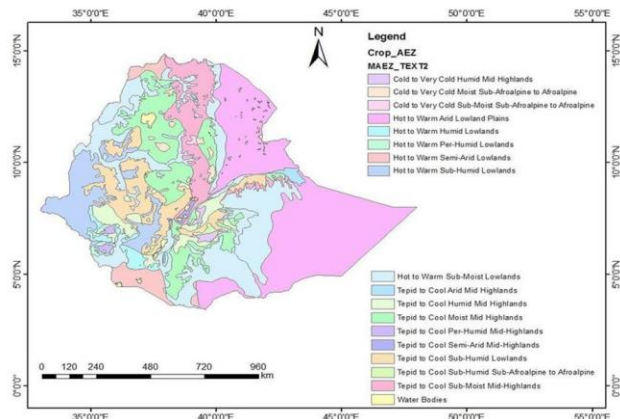 35°0'0"E 40°0'0"E 45°0'0"E 50°0'0"E 55°0'0"E
15°0'0"N
10°0'0"N
5°0'0"N
0°0'0"
N
Legend
Crop_AEZ
MAEZ_TEXT2
Cold to Very Cold Humid Mid Highlands
Cold to Very Cold Moist Sub-Afroalpine to Afroalpine
Cold to Very Cold Sub-Moist Sub-Afroalpine to Afroalpine
Hot to Warm Arid Lowland Plains
Hot to Warm Humid Lowlands
Hot to Warm Per-Humid Lowlands
Hot to Warm Semi-Arid Lowlands
Hot to Warm Sub-Humid Lowlands
Hot to Warm Sub-Moist Lowlands
Tepid to Cool Arid Mid Highlands
Tepid to Cool Humid Mid Highlands
Tepid to Cool Moist Mid Highlands
Tepid to Cool Per-Humid Mid-Highlands
Tepid to Cool Semi-Arid Mid-Highlands
Tepid to Cool Sub-Humid Lowlands
Tepid to Cool Sub-Humid Sub-Afroalpine to Afroalpine
Tepid to Cool Sub-Moist Mid-Highlands
Water Bodies
0 120 240 480 720 960
km
15°0'0"N
10°0'0"N
5°0'0"N
0°0'0"
35°0'0"E 40°0'0"E 45°0'0"E 50°0'0"E 55°0'0"E